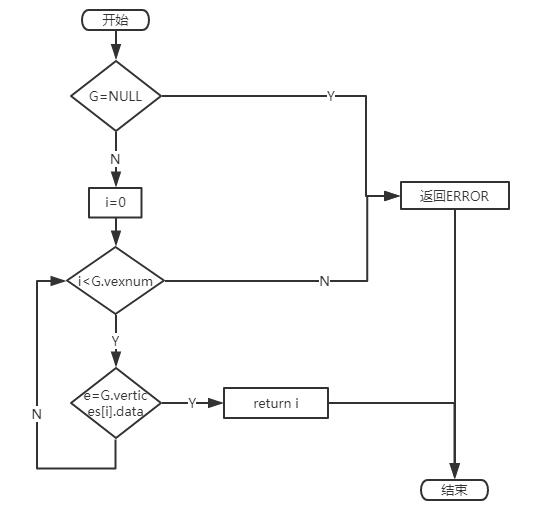 开始
G=NULL
Y
N
i=0
返回ERROR
i<G.vexnum
N
Y
e=G.vertic
es[i].data
Y
return i
N
结束